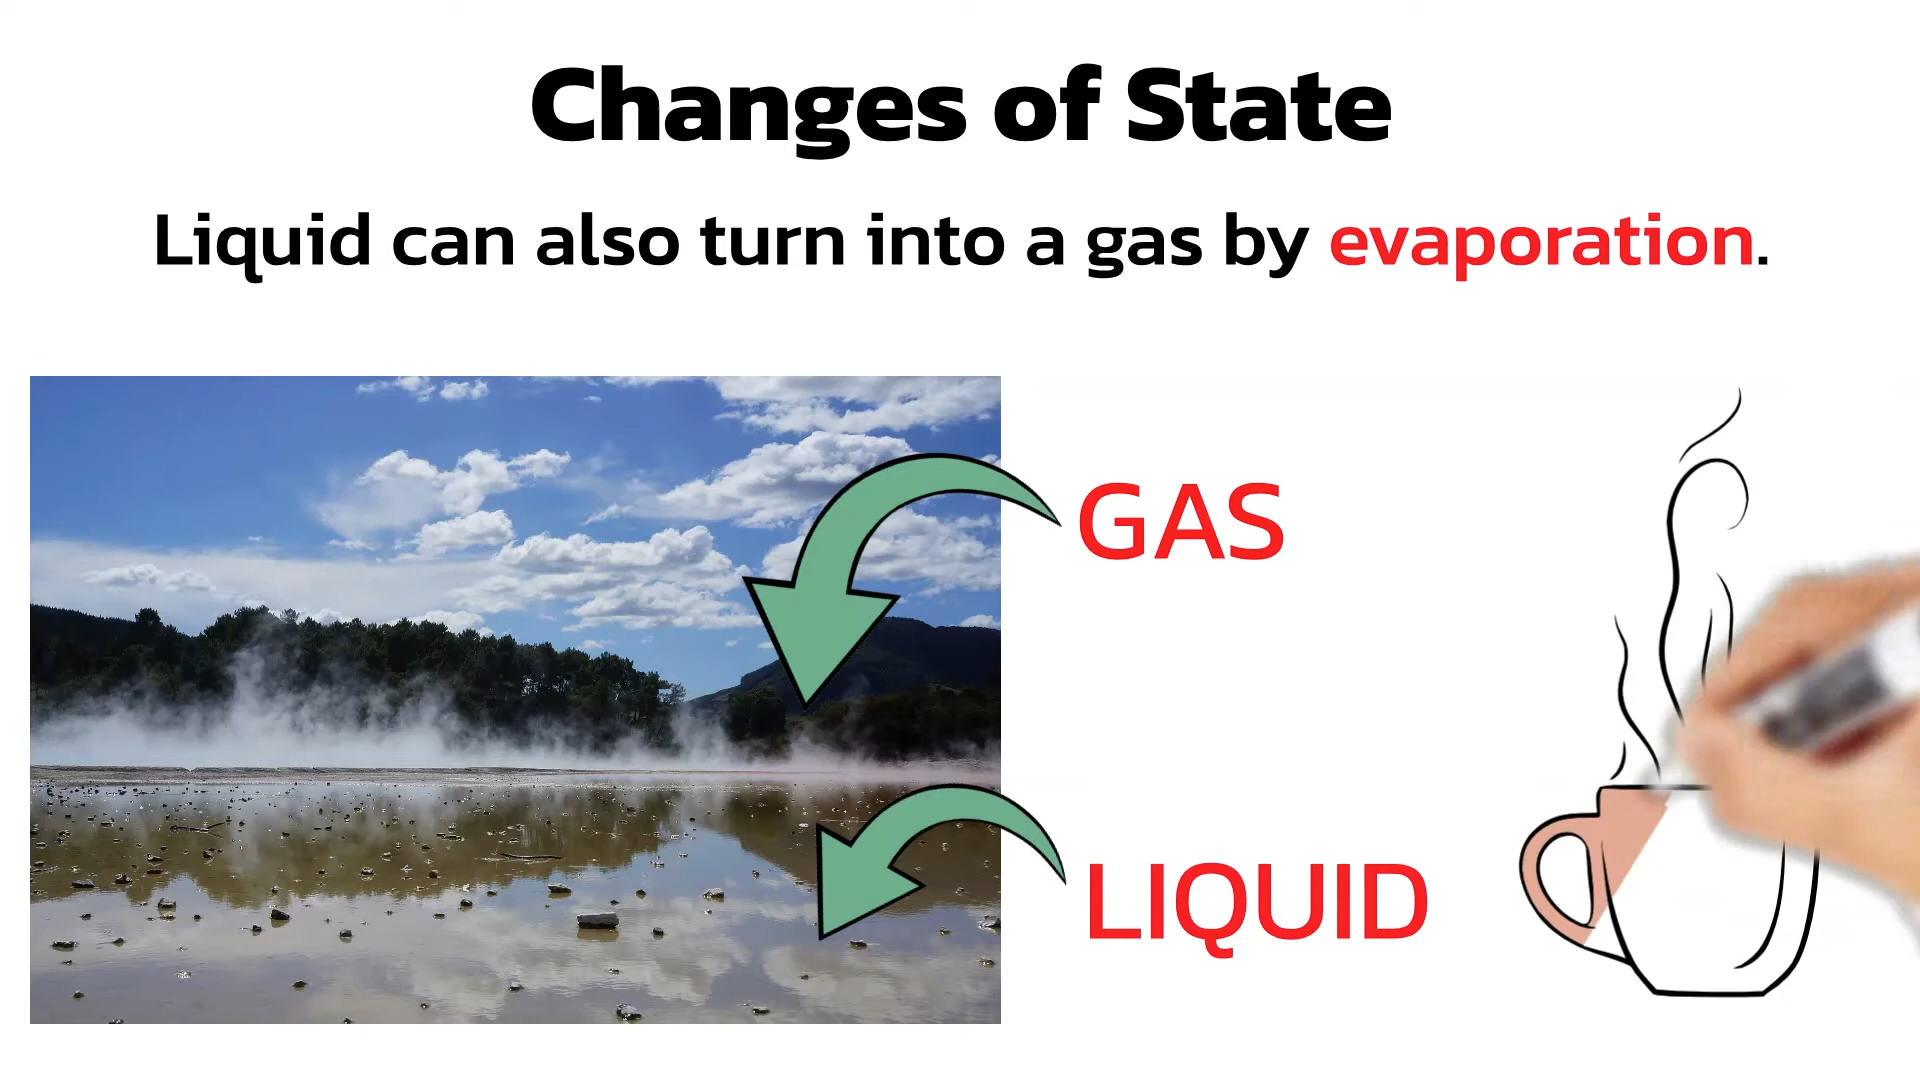 Changes of State
Liquid can also turn into a gas by evaporation.
GAS
LIQUID